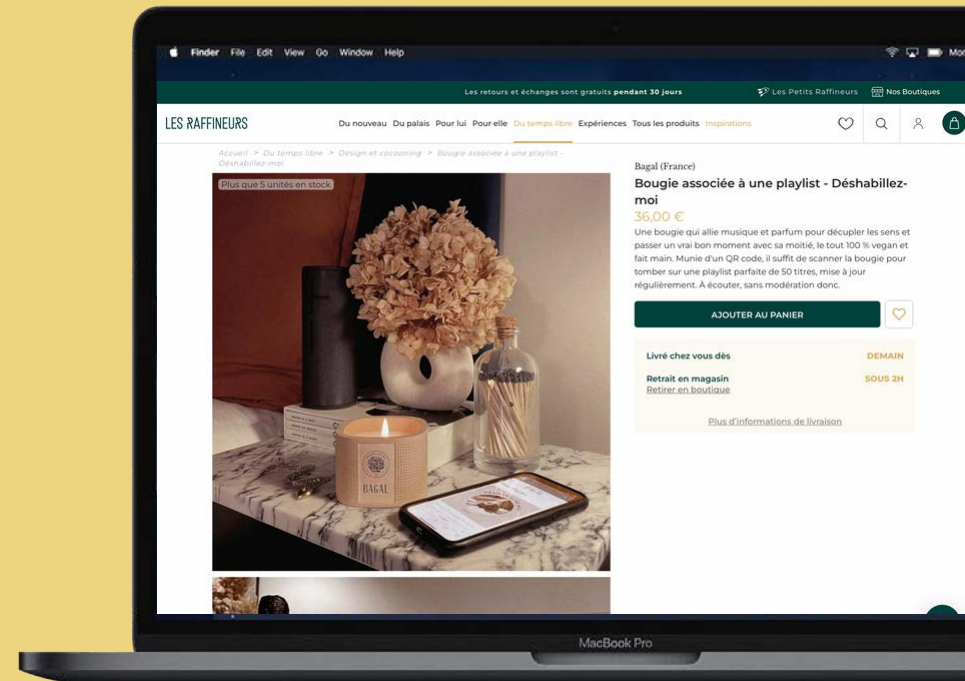 Finder File Edit View Go Window Help
Mon
Les retours et échanges sont gratuits pendant 30 jours
Les Petits Raffineurs
Nos Boutiques
LES RAFFINEURS
Du nouveau Du palais Pour lui Pour elle Du temps libre Expériences Tous les produits Inspirations
Accueil > Du temps libre > Design et cocooning > Bougie associée à une playlist -
Déshabillez-moi
Plus que 5 unités en stock
BAGAL
Bagal (France)
Bougie associée à une playlist - Déshabillez-
moi
36,00 €
Une bougie qui allie musique et parfum pour décupler les sens et
passer un vrai bon moment avec sa moitié, le tout 100 % vegan et
fait main. Munie d'un QR code, il suffit de scanner la bougie pour
tomber sur une playlist parfaite de 50 titres, mise à jour
régulièrement. À écouter, sans modération donc.
AJOUTER AU PANIER
Livré chez vous dès DEMAIN
Retrait en magasin SOUS 2H
Retirer en boutique
Plus d'informations de livraison
MacBook Pro